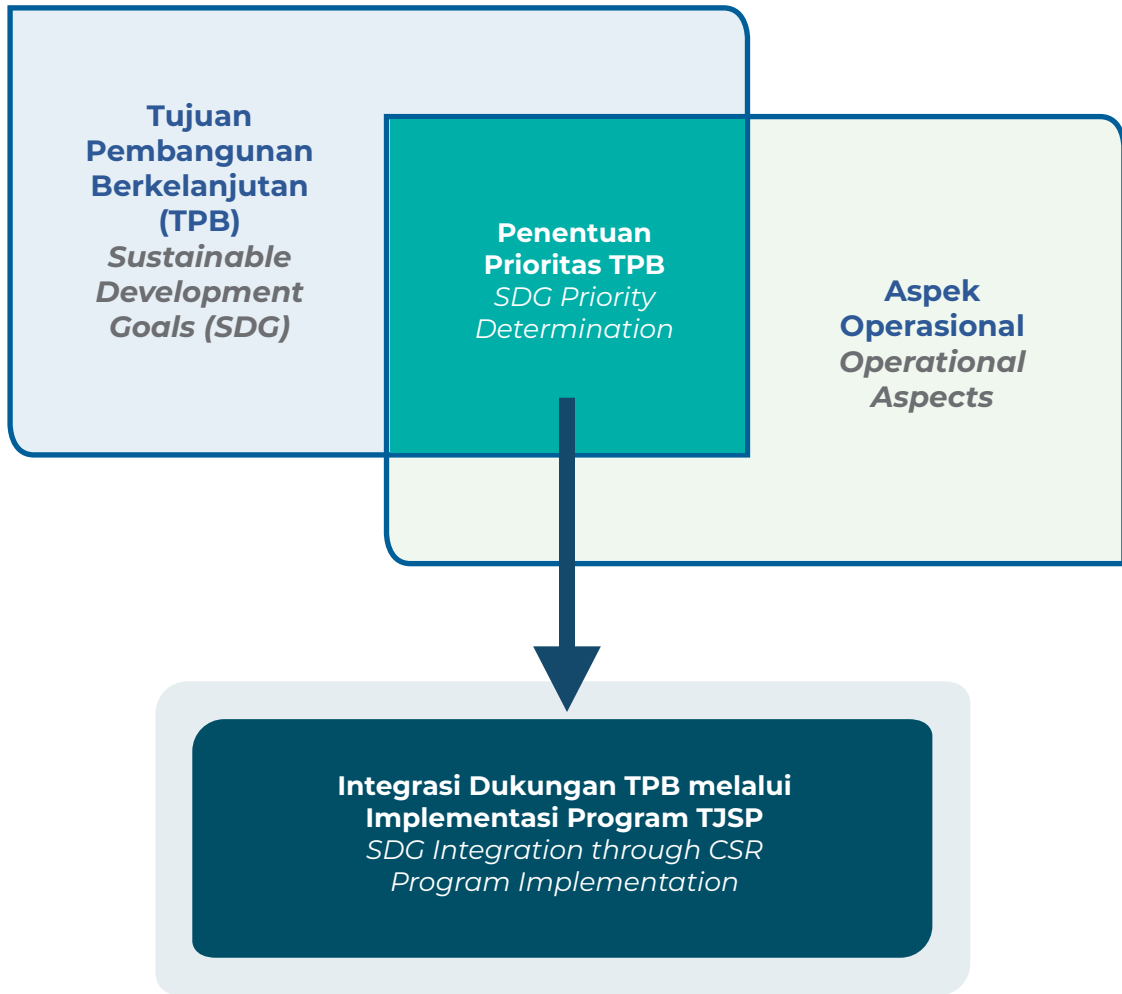 Tujuan
Pembangunan
Berkelanjutan
(TPB)
Sustainable
Development
Goals (SDG)
Penentuan
Prioritas TPB
SDG Priority
Determination
Aspek
Operasional
Operational
Aspects
Integrasi Dukungan TPB melalui
Implementasi Program TJSP
SDG Integration through CSR
Program Implementation